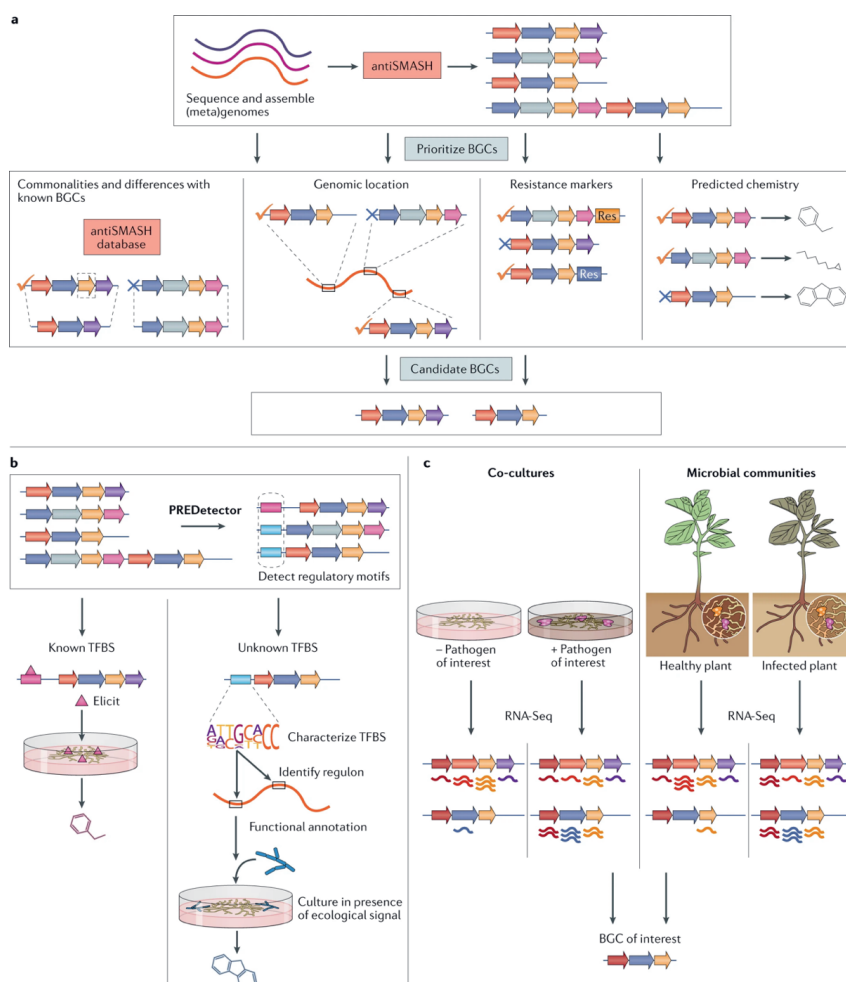 a
Sequence and assemble
(meta)genomes
antiSMASH
Prioritize BGCs
Commonalities and differences with
known BGCs
antiSMASH
database
Genomic location
Resistance markers
Res
Res
Predicted chemistry
Candidate BGCs
b
PREDetector
Detect regulatory motifs
Known TFBS
Elicit
Unknown TFBS
Characterize TFBS
Identify regulon
Functional annotation
Culture in presence
of ecological signal
c
Co-cultures
Microbial communities
– Pathogen
of interest
+ Pathogen
of interest
Healthy plant
Infected plant
RNA-Seq
RNA-Seq
BGC of interest